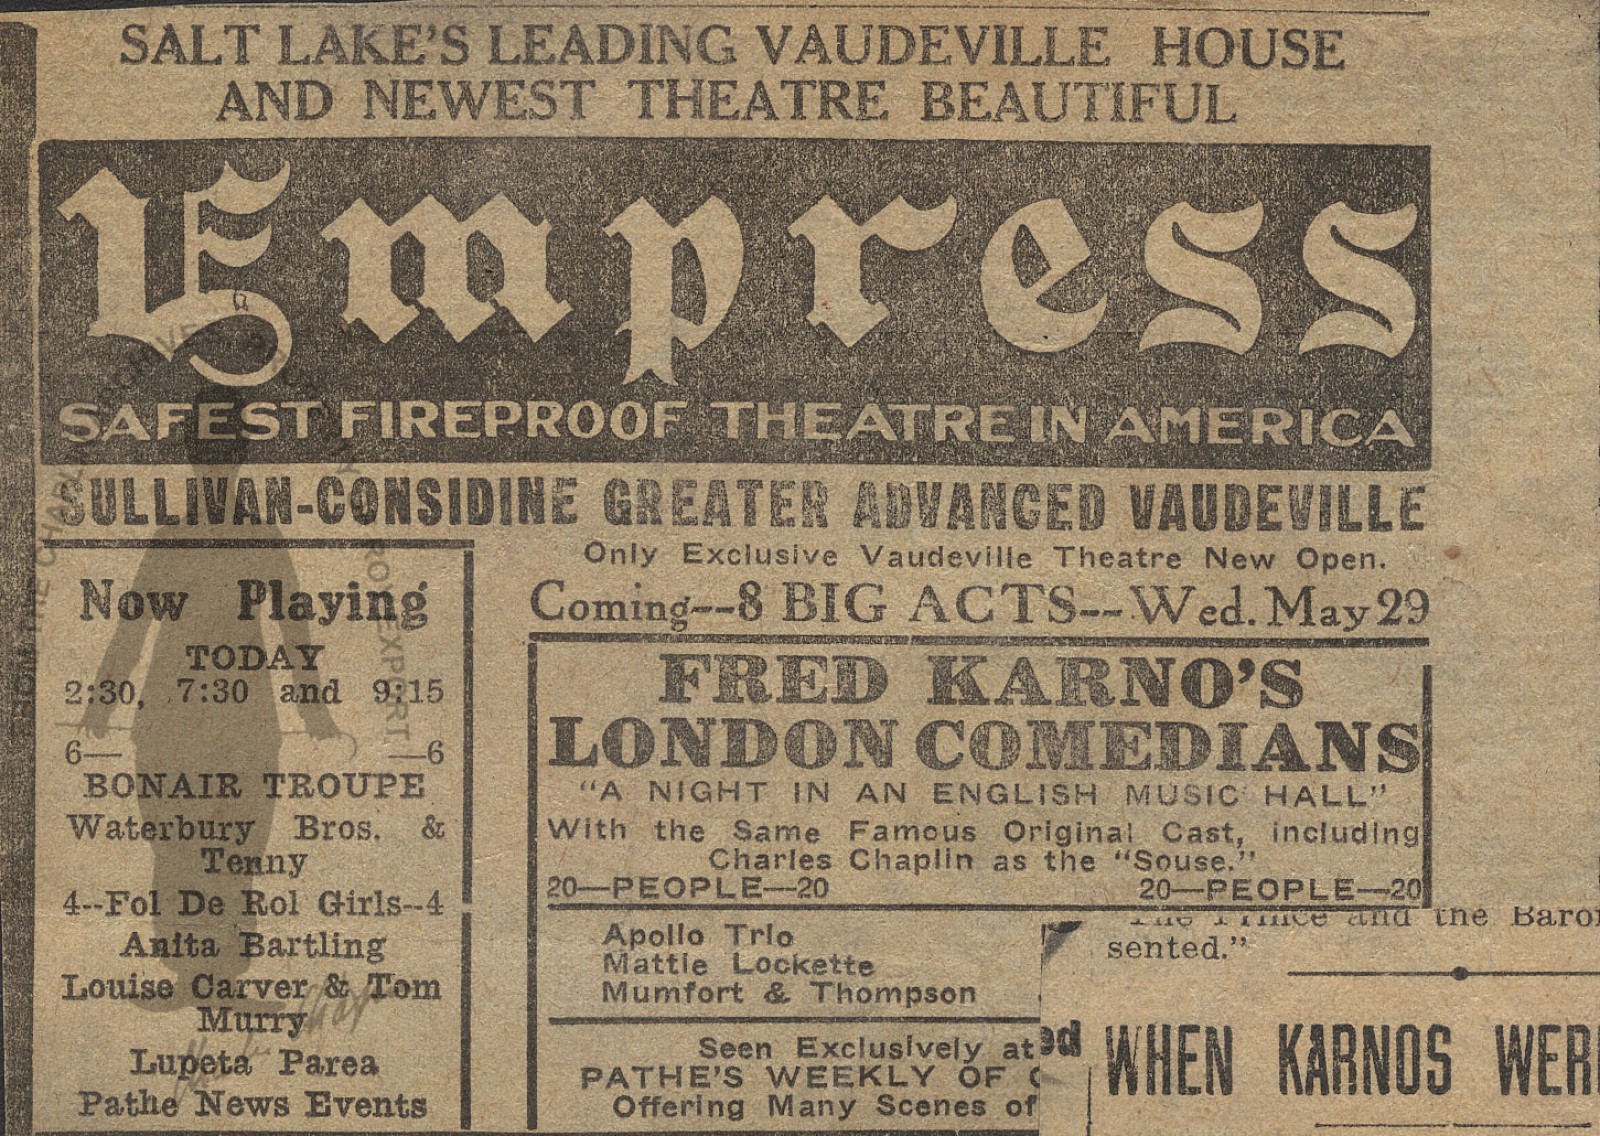 SALT LAKE'S LEADING VAUDEVILLE HOUSE
AND NEWEST THEATRE BEAUTIFUL
Empress
SAFEST FIREPROOF THEATRE IN AMERICA
SULLIVAN-CONSIDINE GREATER ADVANCED VAUDEVILLE
Only Exclusive Vaudeville Theatre New Open.
Coming--8 BIG ACTS--Wed. May 29
Now Playing
TODAY
2:30, 7:30 and 9:15
6— —6
BONAIR TROUPE
Waterbury Bros. &
Tenny
4--Fol De Rol Girls--4
Anita Bartling
Louise Carver & Tom
Murry
Lupeta Parea
Pathe News Events
FRED KARNO'S
LONDON COMEDIANS
"A NIGHT IN AN ENGLISH MUSIC HALL"
With the Same Famous Original Cast, including
Charles Chaplin as the "Souse."
20—PEOPLE—20 20—PEOPLE—20
Apollo Trio
Mattie Lockette
Mumfort & Thompson
Seen Exclusively at
PATHE'S WEEKLY OF
Offering Many Scenes of
The Prince and the Baro
sented."
ed
WHEN KARNOS WER